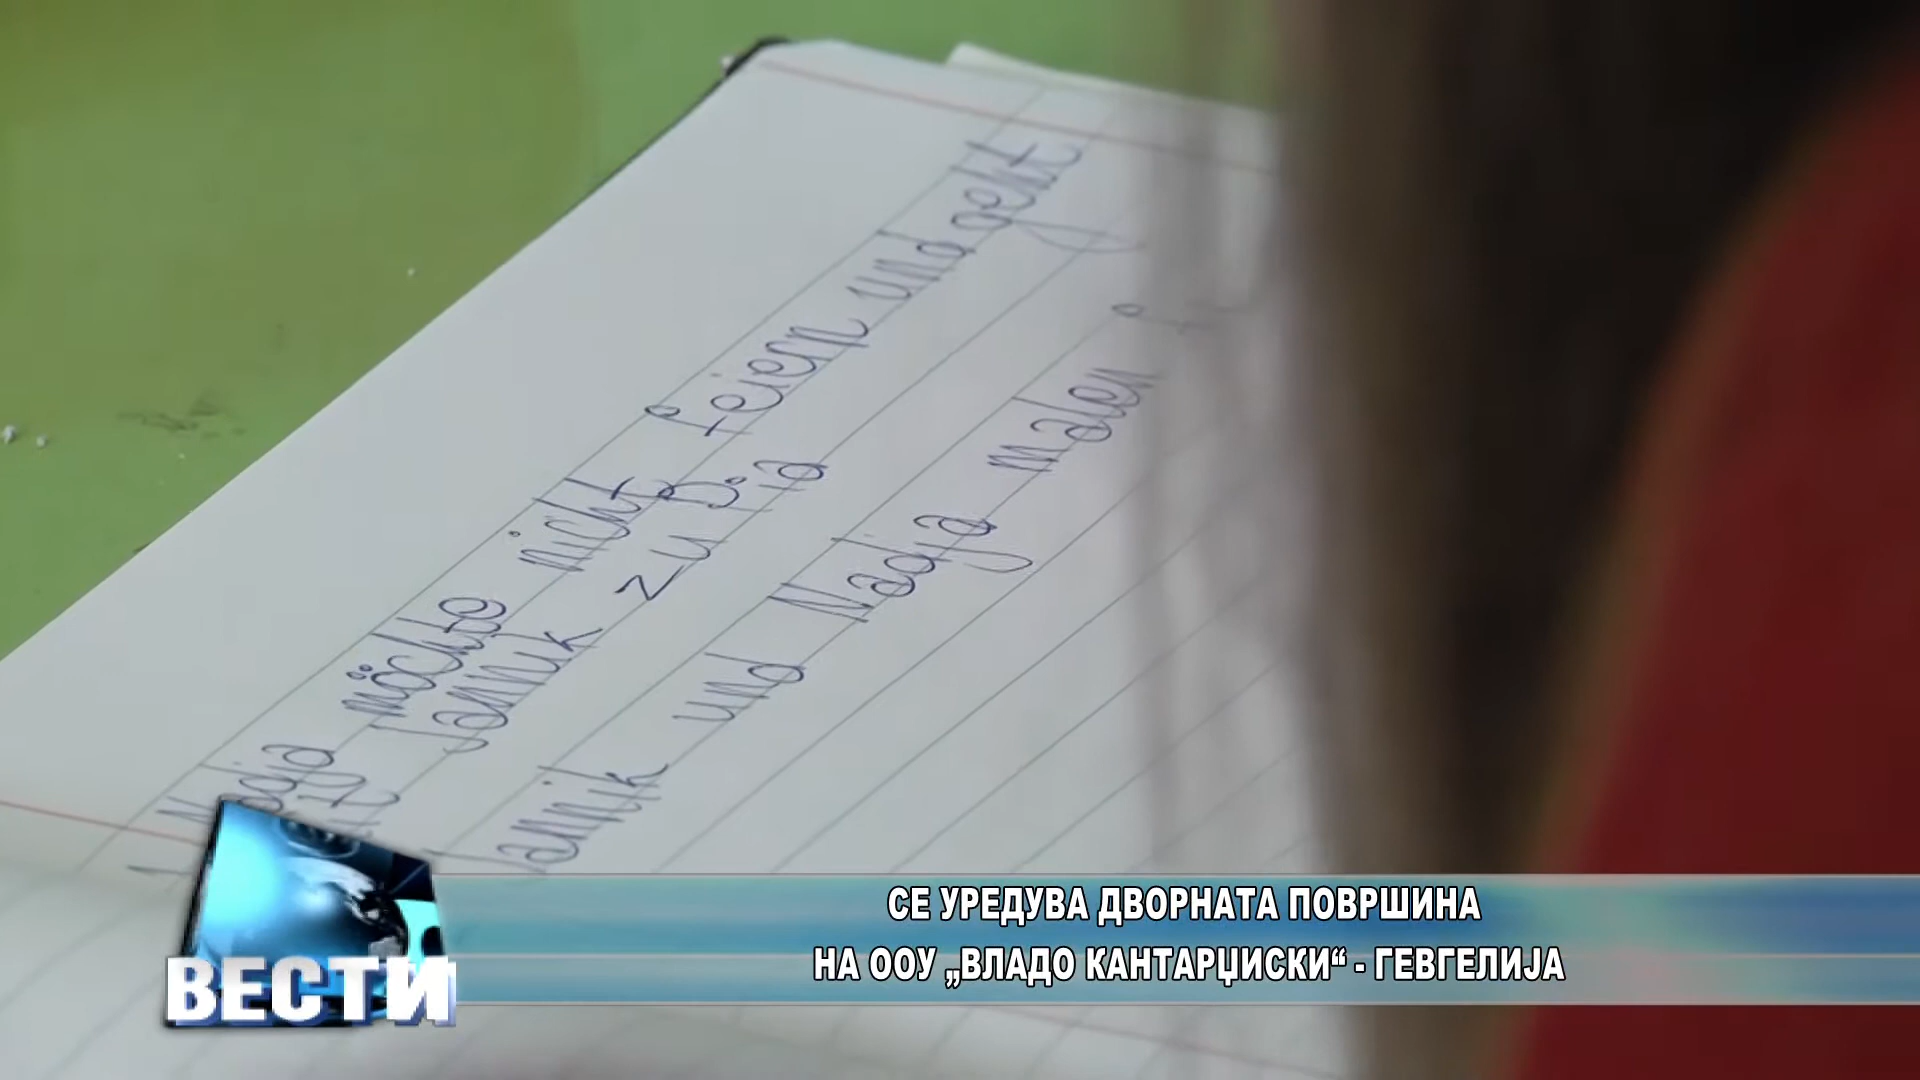 Nadja möchte nicht feiern und geht
Jannik zu Pia
Jannik und Nadja malen
СЕ УРЕДУВА ДВОРНАТА ПОВРШИНА
НА ООУ „ВЛАДО КАНТАРЏИСКИ“ - ГЕВГЕЛИЈА
ВЕСТИ